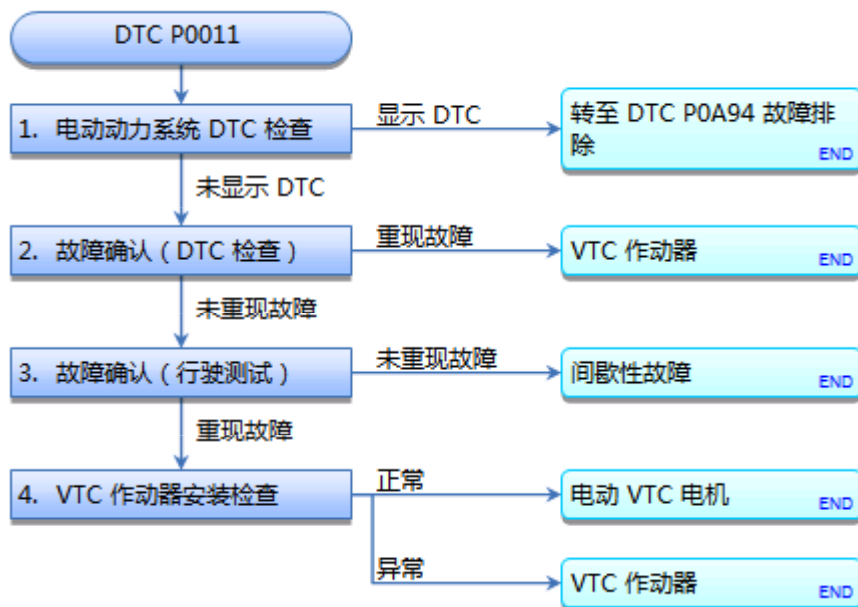 DTC P0011
1. 电动动力系统 DTC 检查
显示 DTC
转至 DTC P0A94 故障排
除
END
未显示 DTC
2. 故障确认（DTC 检查）
重现故障
VTC 作动器
END
未重现故障
3. 故障确认（行驶测试）
未重现故障
间歇性故障
END
重现故障
4. VTC 作动器安装检查
正常
电动 VTC 电机
END
异常
VTC 作动器
END